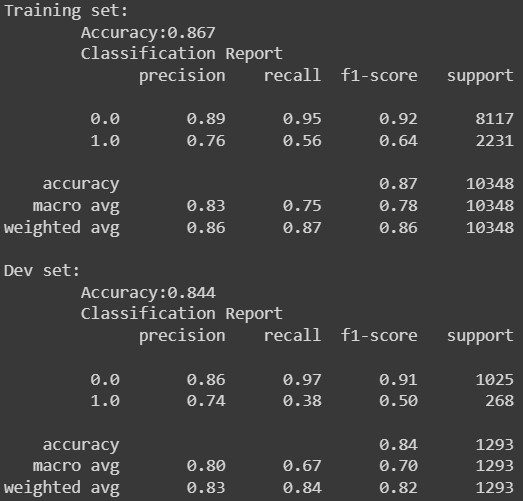 Training set:
Accuracy:0.867
Classification Report
precision recall f1-score support
0.0 0.89 0.95 0.92 8117
1.0 0.76 0.56 0.64 2231
accuracy 0.87 10348
macro avg 0.83 0.75 0.78 10348
weighted avg 0.86 0.87 0.86 10348
Dev set:
Accuracy:0.844
Classification Report
precision recall f1-score support
0.0 0.86 0.97 0.91 1025
1.0 0.74 0.38 0.50 268
accuracy 0.84 1293
macro avg 0.80 0.67 0.70 1293
weighted avg 0.83 0.84 0.82 1293